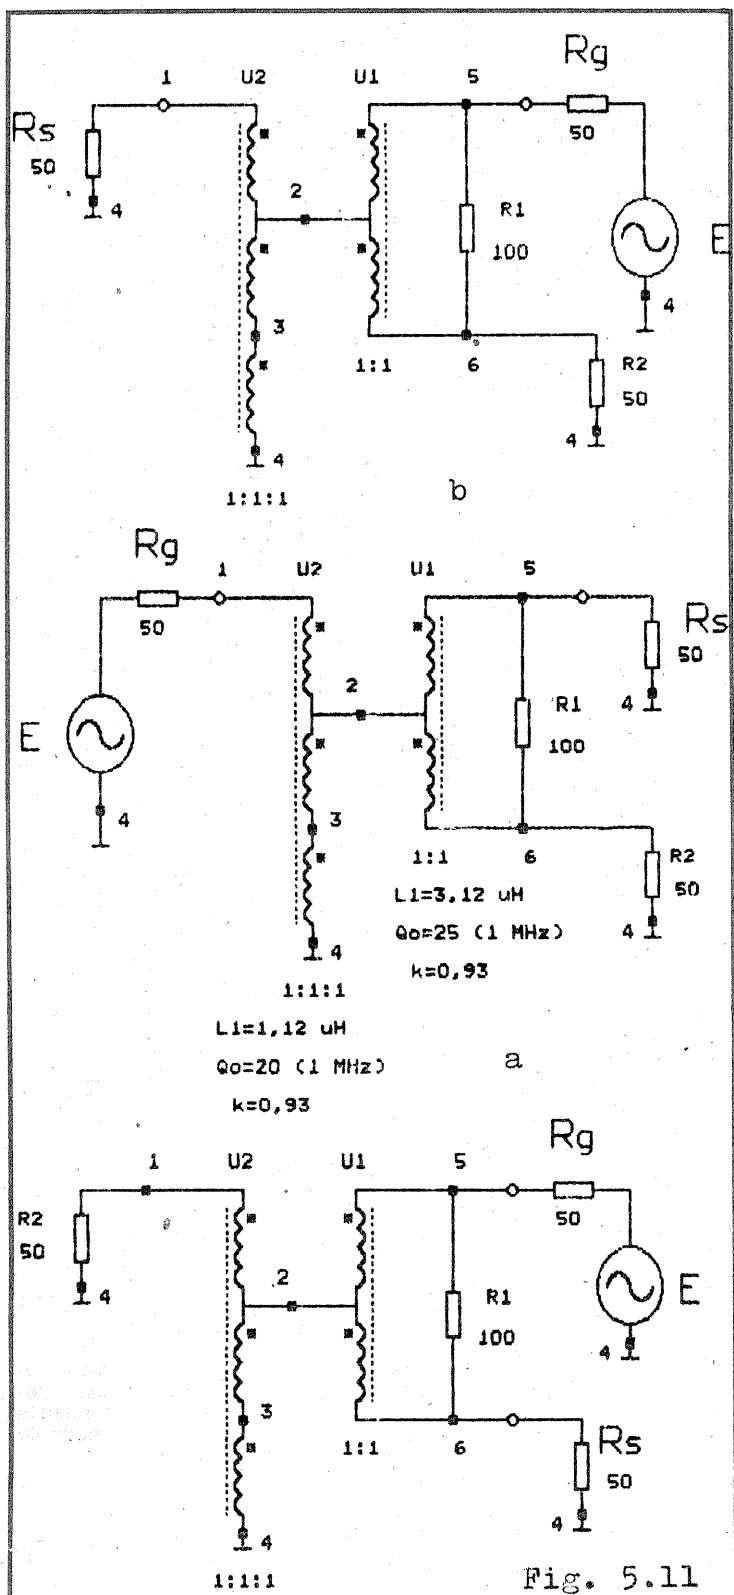 Rg
1 U2 U1 5
50
Rs
50
4
2
R1
100
E
4
3
1:1 6
R2
50
4
4
1:1:1
b
Rg
1 U2 U1 5
50
Rs
50
4
2
R1
100
E
4
3
1:1 6
R2
50
4
L1=3,12 uH
Qo=25 (1 MHz)
k=0,93
4
1:1:1
L1=1,12 uH
Qo=20 (1 MHz)
k=0,93
a
Rg
1 U2 U1 5
50
R2
50
4
2
R1
100
E
4
3
1:1 6
Rs
50
4
4
1:1:1
Fig. 5.11